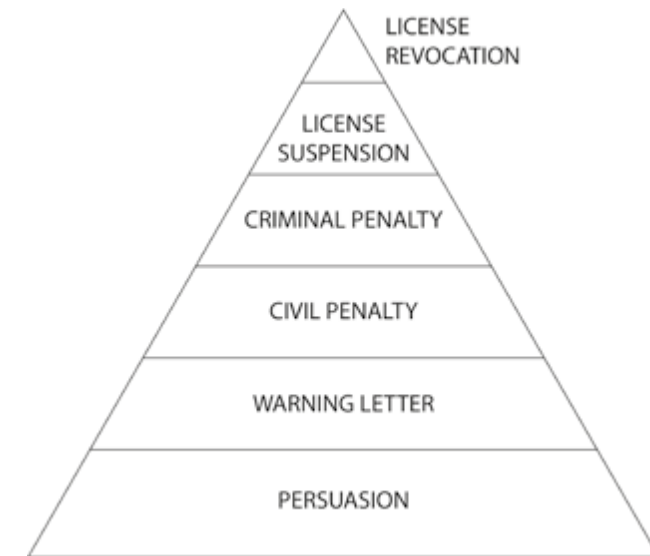 LICENSE
REVOCATION
LICENSE
SUSPENSION
CRIMINAL PENALTY
CIVIL PENALTY
WARNING LETTER
PERSUASION